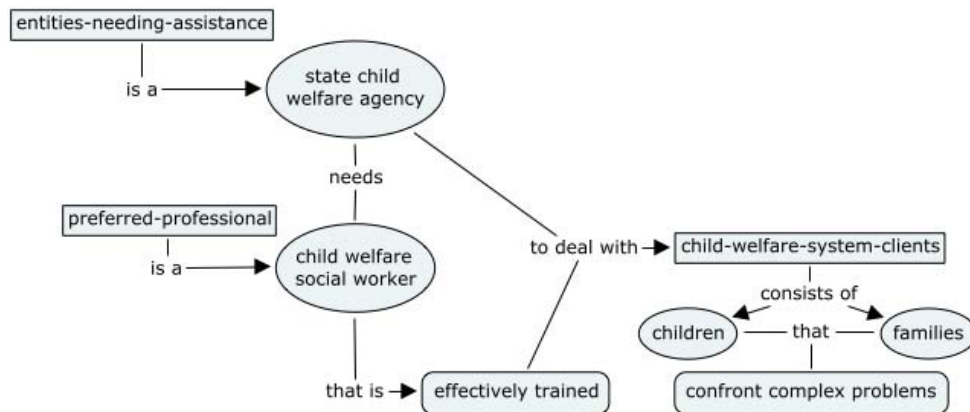 entities-needing-assistance
is a
state child
welfare agency
needs
preferred-professional
is a
child welfare
social worker
to deal with
child-welfare-system-clients
consists of
children
that
families
that is
effectively trained
confront complex problems